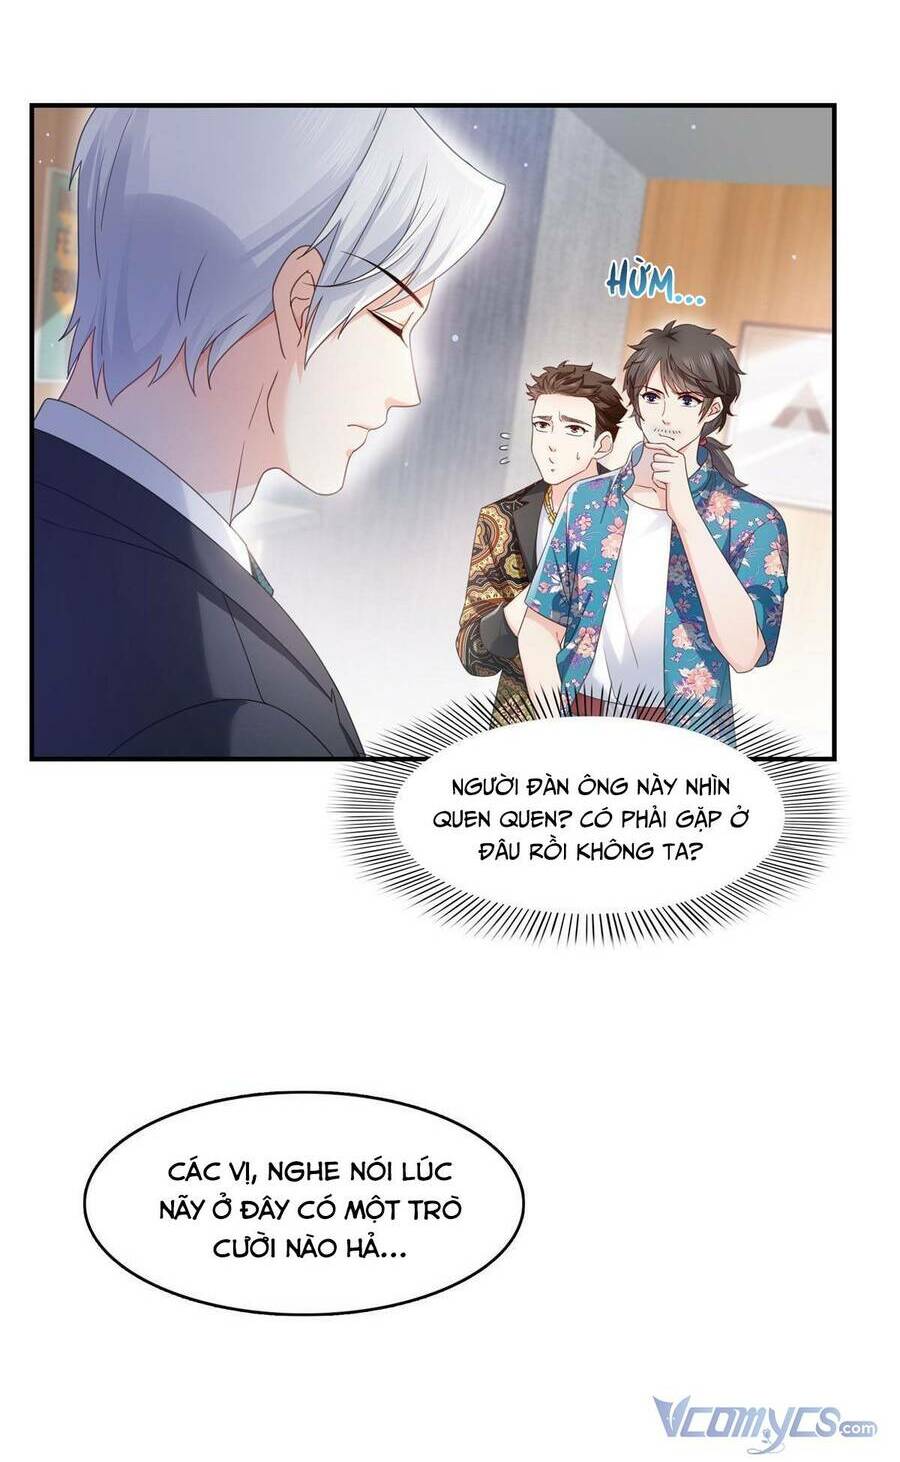 HỪM...
NGƯỜI ĐÀN ÔNG NÀY NHÌN
QUEN QUEN? CÓ PHẢI GẶP Ở
ĐÂU RỒI KHÔNG TA?
CÁC VỊ, NGHE NÓI LÚC
NÃY Ở ĐÂY CÓ MỘT TRÒ
CƯỜI NÀO HẢ...
VCOMYCS.com